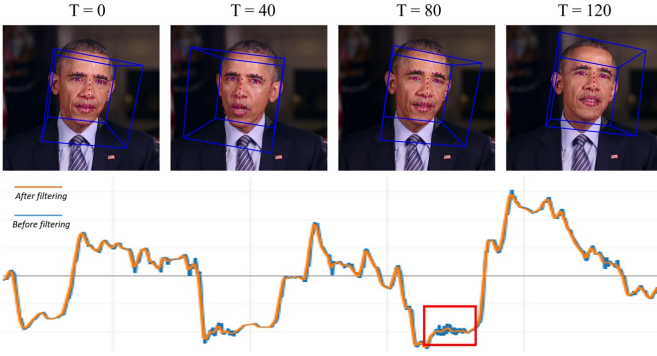 T = 0
T = 40
T = 80
T = 120
After filtering
Before filtering